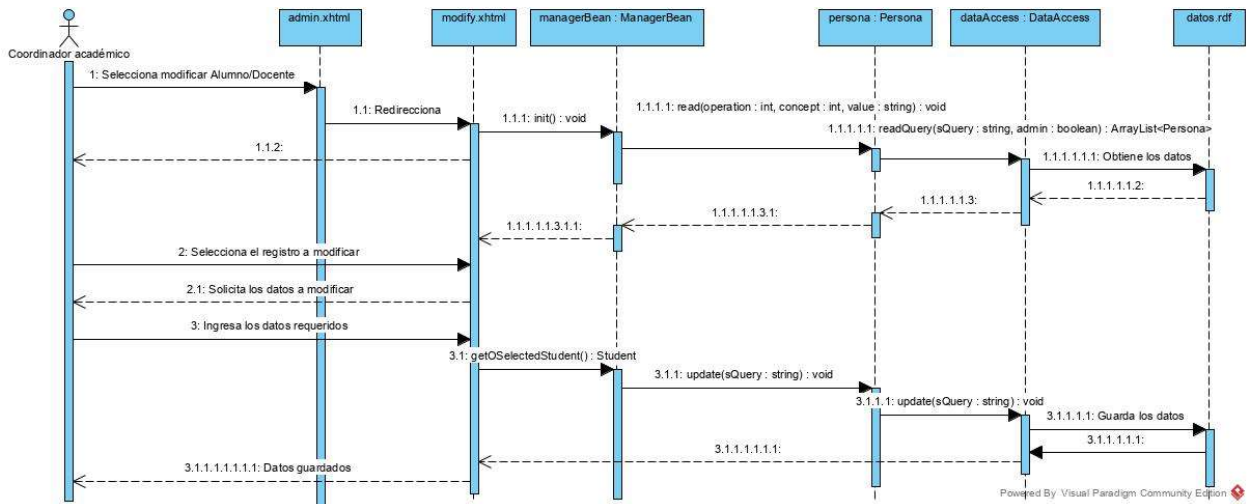 admin.xhtml
modify.xhtml
managerBean : ManagerBean
persona : Persona
dataAccess : DataAccess
datos.rdf
Coordinador académico
1: Selecciona modificar Alumno/Docente
1.1: Redirecciona
1.1.1: init() : void
1.1.1.1: read(operation : int, concept : int, value : string) : void
1.1.1.1.1: readQuery(sQuery : string, admin : boolean) : ArrayList<Persona>
1.1.2:
1.1.1.1.1.1: Obtiene los datos
1.1.1.1.1.2:
1.1.1.1.1.3:
1.1.1.1.1.3.1:
1.1.1.1.1.3.1.1:
2: Selecciona el registro a modificar
2.1: Solicita los datos a modificar
3: Ingresa los datos requeridos
3.1: getOSelectedStudent() : Student
3.1.1: update(sQuery : string) : void
3.1.1.1: update(sQuery : string) : void
3.1.1.1.1: Guarda los datos
3.1.1.1.1.1:
3.1.1.1.1.1.1:
3.1.1.1.1.1.1.1: Datos guardados
Powered By Visual Paradigm Community Edition